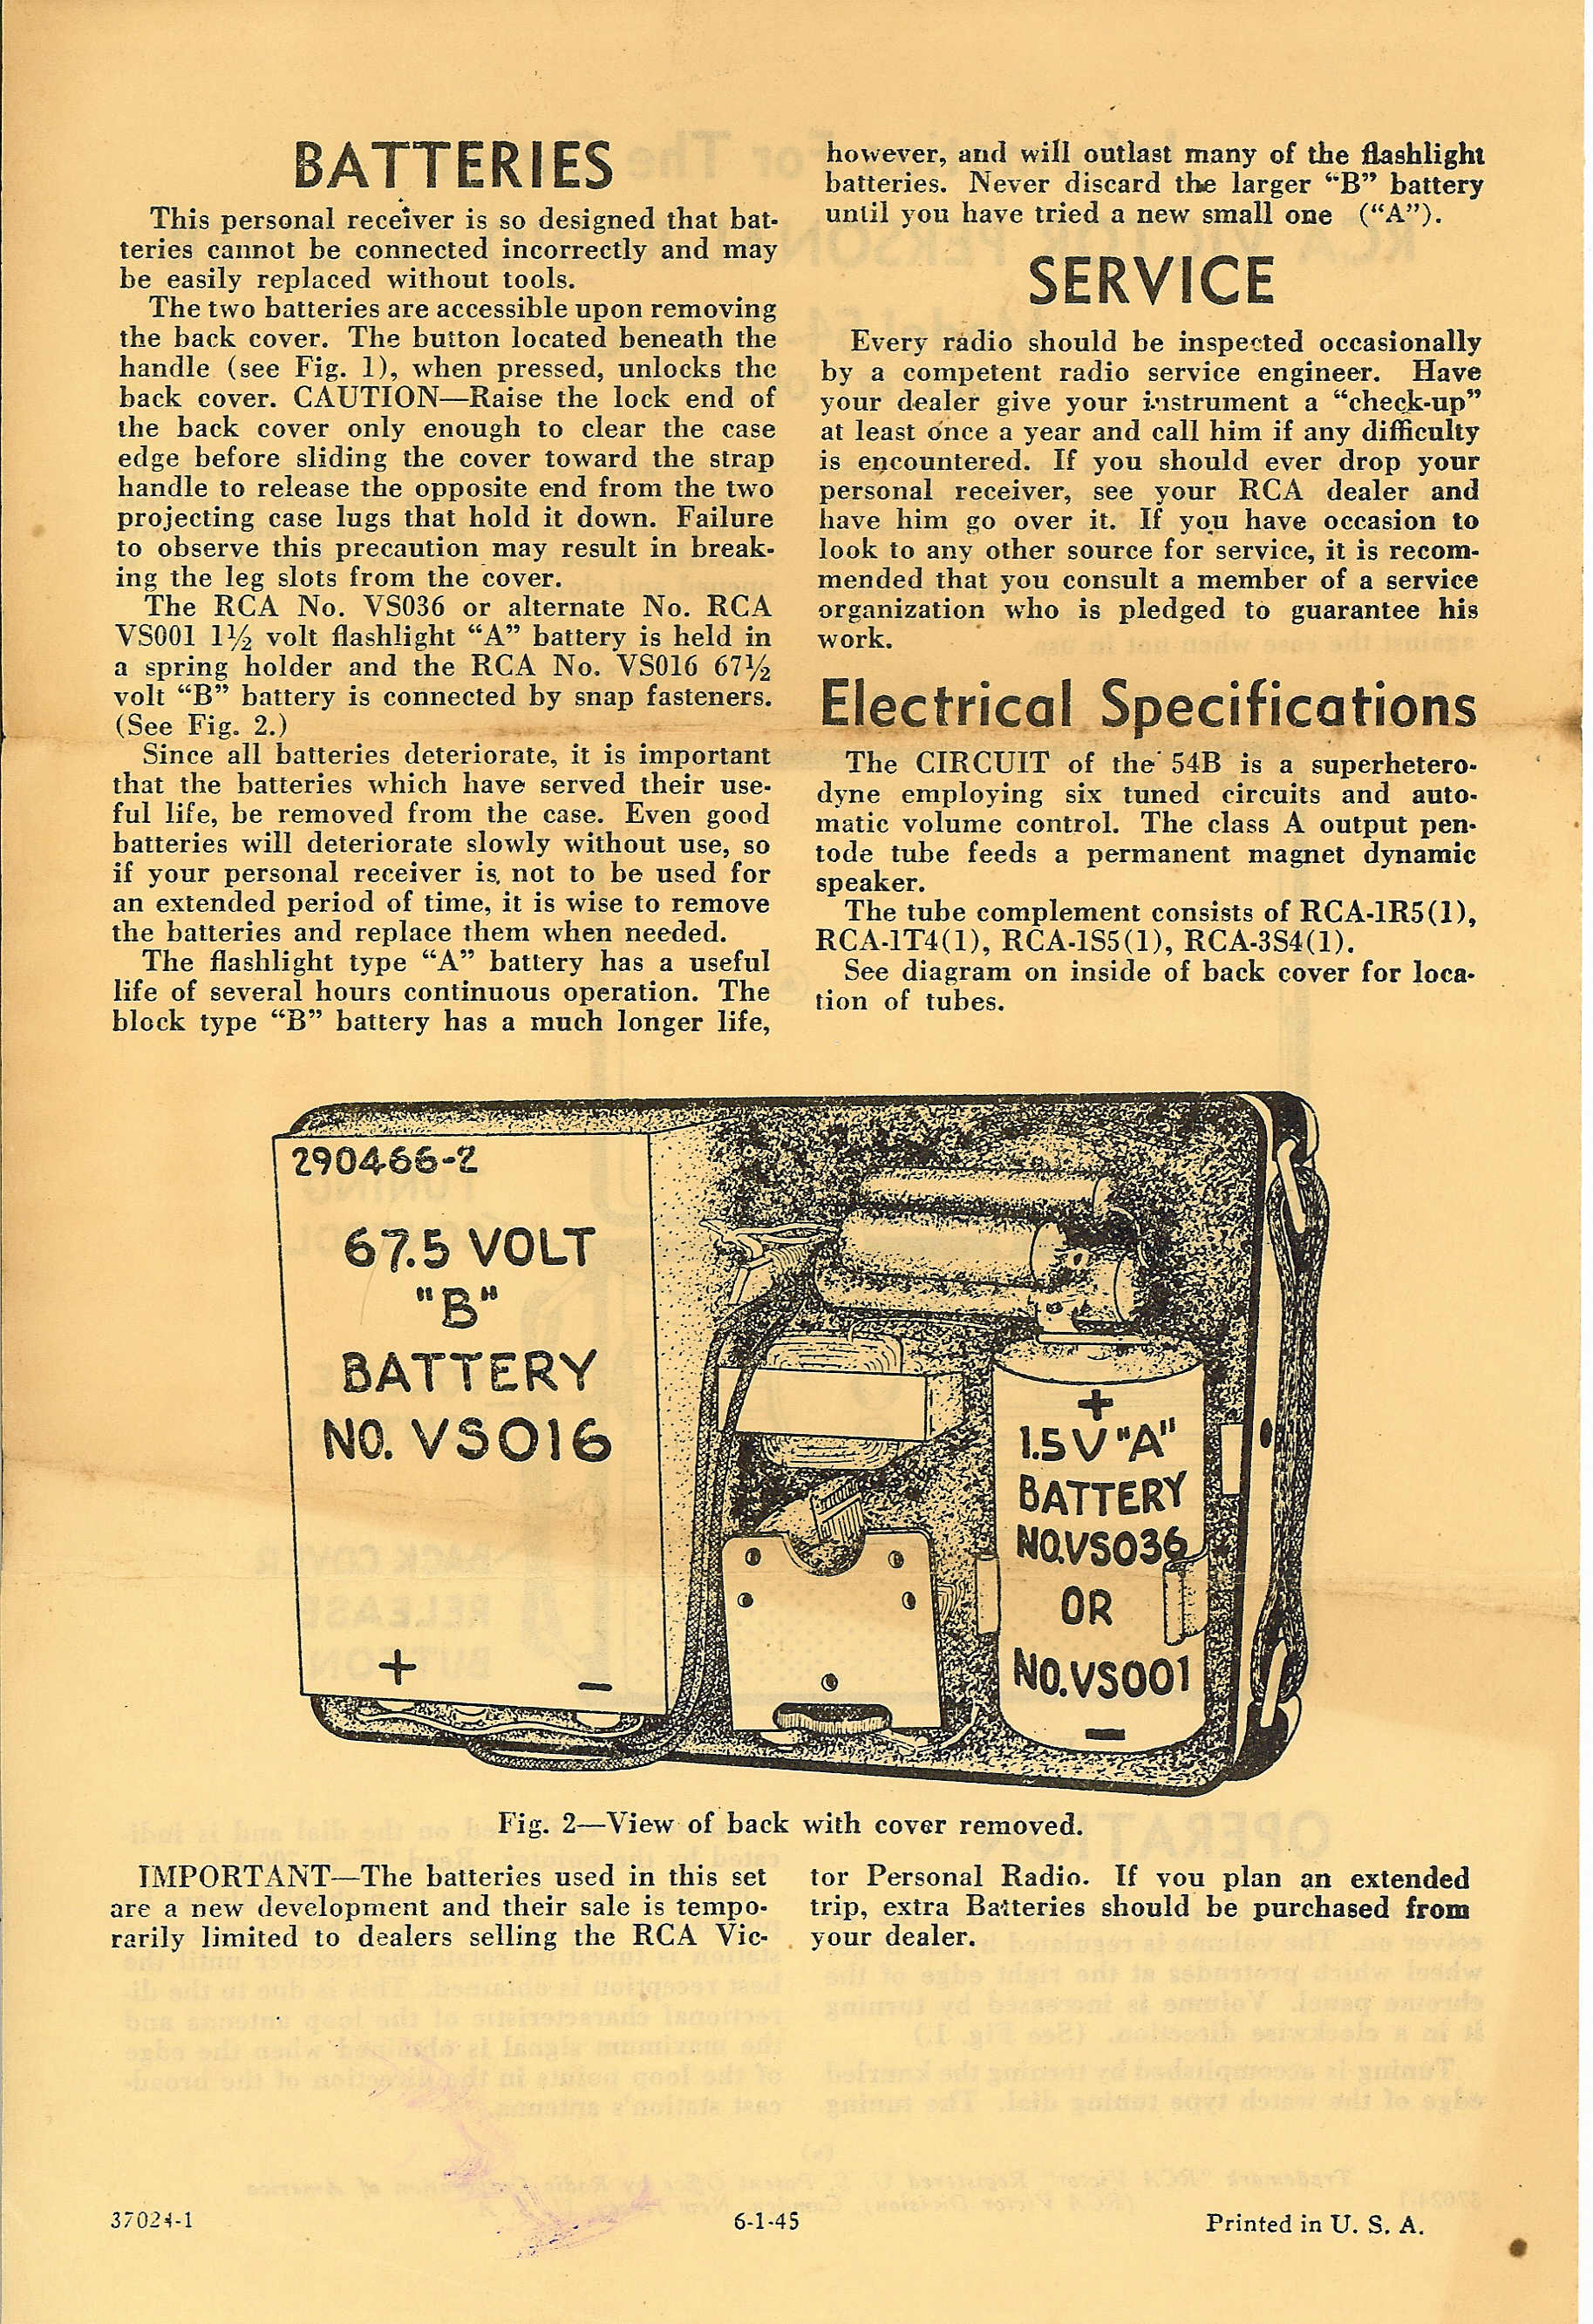 BATTERIES
This personal receiver is so designed that bat-
teries cannot be connected incorrectly and may
be easily replaced without tools.
The two batteries are accessible upon removing
the back cover. The button located beneath the
handle (see Fig. 1), when pressed, unlocks the
back cover. CAUTION—Raise the lock end of
the back cover only enough to clear the case
edge before sliding the cover toward the strap
handle to release the opposite end from the two
projecting case lugs that hold it down. Failure
to observe this precaution may result in break-
ing the leg slots from the cover.
The RCA No. VS036 or alternate No. RCA
VS001 1½ volt flashlight “A” battery is held in
a spring holder and the RCA No. VS016 67½
volt “B” battery is connected by snap fasteners.
(See Fig. 2.)
Since all batteries deteriorate, it is important
that the batteries which have served their use-
ful life, be removed from the case. Even good
batteries will deteriorate slowly without use, so
if your personal receiver is not to be used for
an extended period of time, it is wise to remove
the batteries and replace them when needed.
The flashlight type “A” battery has a useful
life of several hours continuous operation. The
block type “B” battery has a much longer life,
however, and will outlast many of the flashlight
batteries. Never discard the larger “B” battery
until you have tried a new small one (“A”).
SERVICE
Every radio should be inspected occasionally
by a competent radio service engineer. Have
your dealer give your instrument a “check-up”
at least once a year and call him if any difficulty
is encountered. If you should ever drop your
personal receiver, see your RCA dealer and
have him go over it. If you have occasion to
look to any other source for service, it is recom-
mended that you consult a member of a service
organization who is pledged to guarantee his
work.
Electrical Specifications
The CIRCUIT of the 54B is a superhetero-
dyne employing six tuned circuits and auto-
matic volume control. The class A output pen-
tode tube feeds a permanent magnet dynamic
speaker.
The tube complement consists of RCA-1R5(1),
RCA-1T4(1), RCA-1S5(1), RCA-3S4(1).
See diagram on inside of back cover for loca-
tion of tubes.
290466-2
67.5 VOLT
"B"
BATTERY
NO. VS016
+ −
+
1.5V "A"
BATTERY
NO.VS036
OR
NO.VS001
−
Fig. 2—View of back with cover removed.
IMPORTANT—The batteries used in this set
are a new development and their sale is tempo-
rarily limited to dealers selling the RCA Vic-
tor Personal Radio. If you plan an extended
trip, extra Batteries should be purchased from
your dealer.
37024-1
6-1-45
Printed in U. S. A.